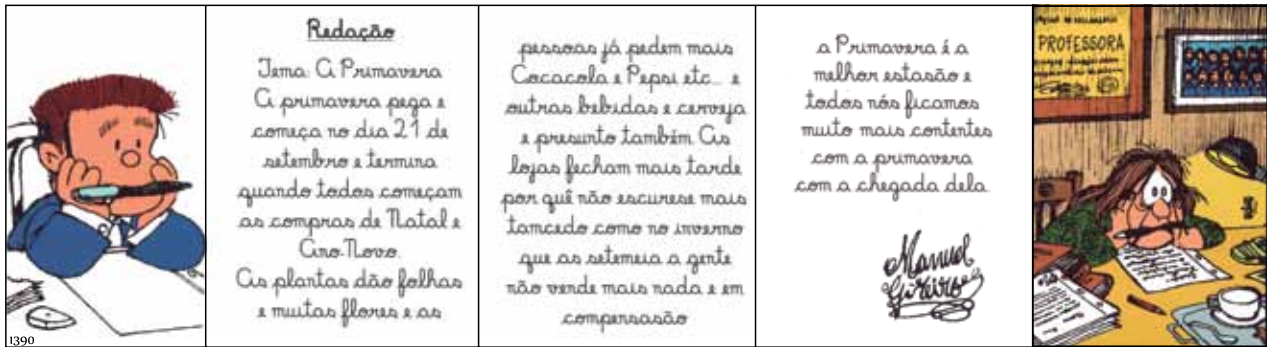 1390
Redação
Tema: A Primavera
A primavera pega e
começa no dia 21 de
setembro e termina
quando todos começam
as compras de Natal e
Ano-Novo.
As plantas dão folhas
e muitas flores e as
pessoas já pedem mais
Cocacola e Pepsi etc... e
outras bebidas e cerveja
e presunto também. As
lojas fecham mais tarde
por quê não escurese mais
tamcedo como no inverno
que as setemeia a gente
não vende mais nada e em
compensasão
a Primavera é a
melhor estasão e
todos nós ficamos
muito mais contentes
com a primavera
com a chegada dela.
Manuel
PROFESSORA